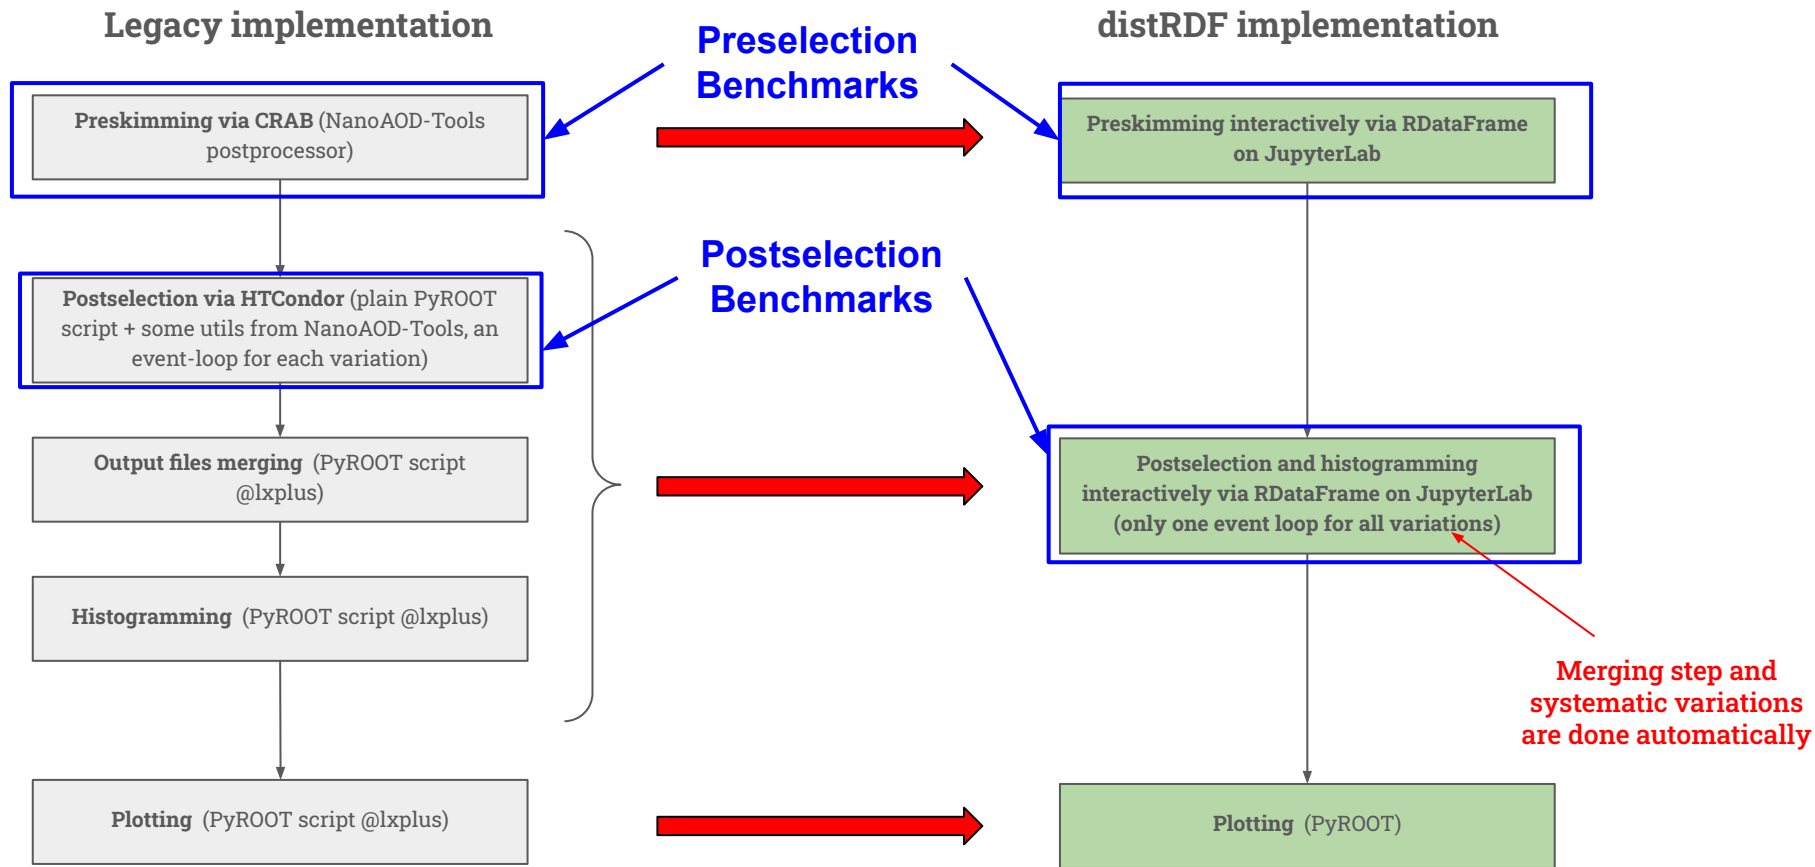 Legacy implementation
Preselection
Benchmarks
distRDF implementation
Preskimming via CRAB (NanoAOD-Tools
postprocessor)
Preskimming interactively via RDataFrame
on JupyterLab
Postselection
Benchmarks
Postselection via HTCondor (plain PyROOT
script + some utils from NanoAOD-Tools, an
event-loop for each variation)
Output files merging (PyROOT script
@lxplus)
Postselection and histogramming
interactively via RDataFrame on JupyterLab
(only one event loop for all variations)
Histogramming (PyROOT script @lxplus)
Merging step and
systematic variations
are done automatically
Plotting (PyROOT script @lxplus)
Plotting (PyROOT)